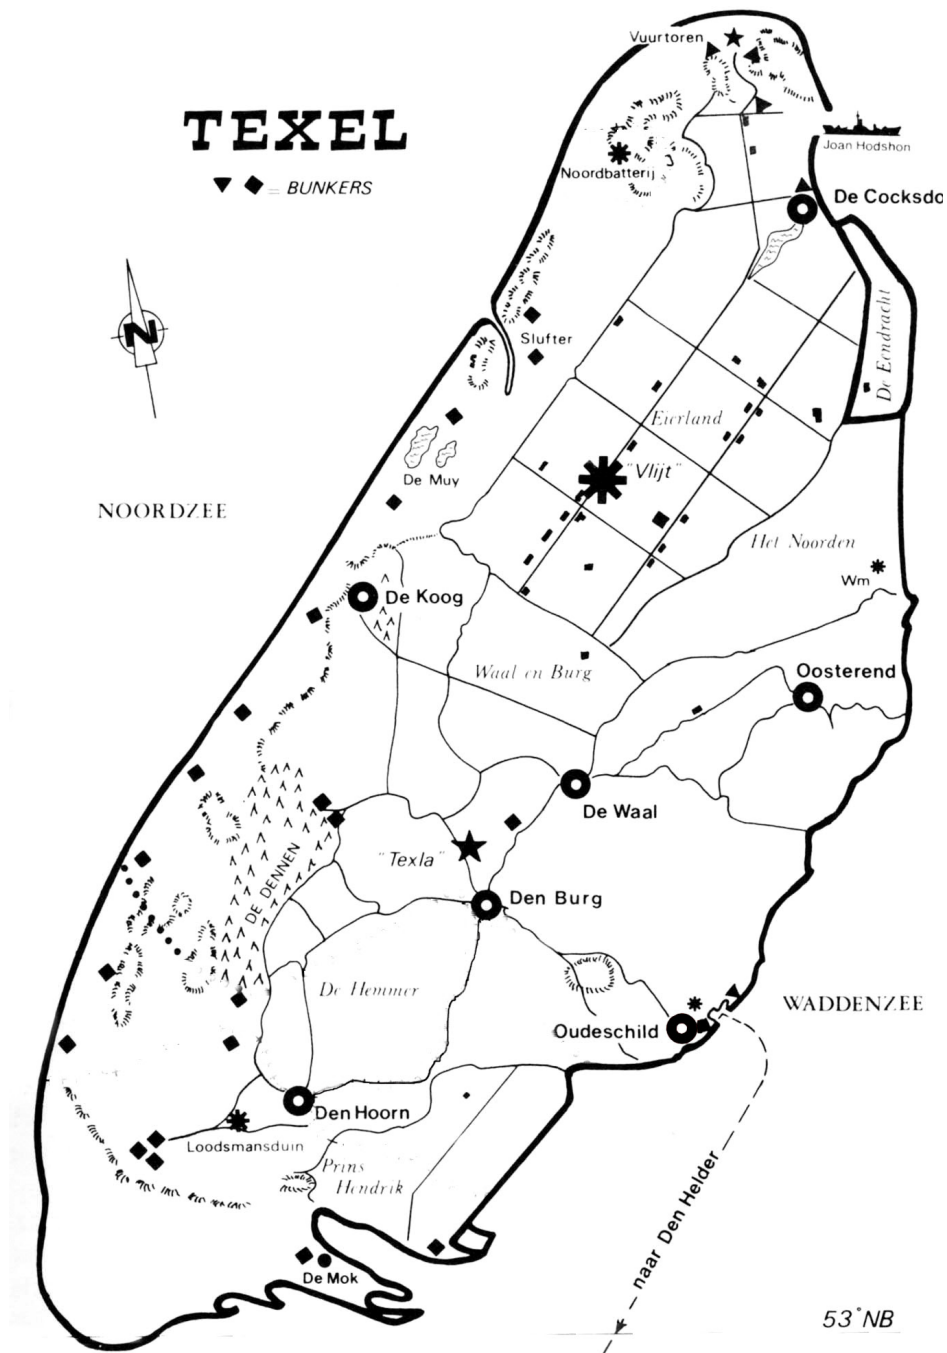 Vuurtoren
TEXEL
BUNKERS
= BUNKERS
Joan Hodshon
Noordbatterij
De Cocksdo
N
Slufter
De Eendracht
Eierland
"Vlijt"
De Muy
NOORDZEE
Het Noorden
Wm
De Koog
Waal en Burg
Oosterend
De Waal
"Texla"
DE DENNEN
Den Burg
De Hemmer
WADDENZEE
Oudeschild
Den Hoorn
Loodsmansduin
Prins
Hendrik
naar Den Helder
De Mok
53°NB